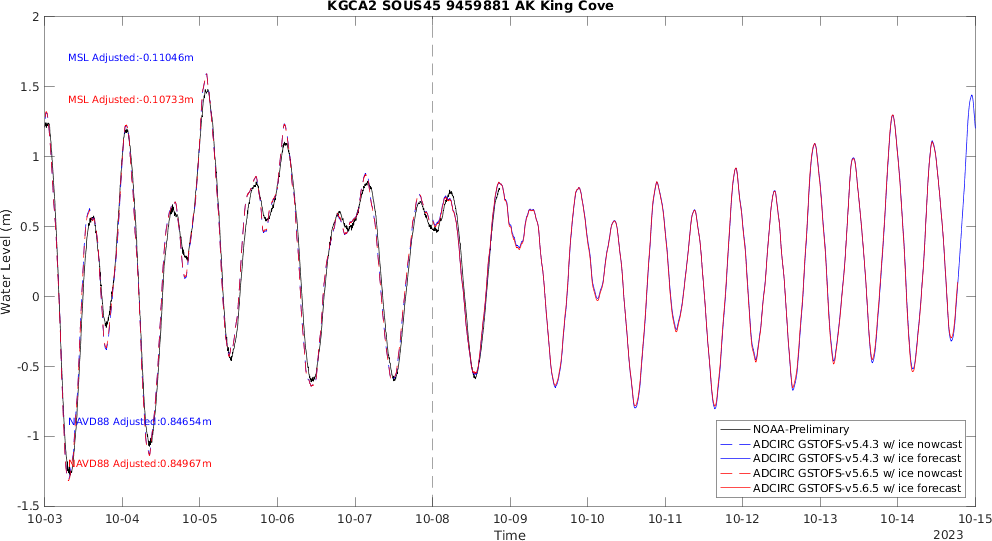 KGCA2 SOUS45 9459881 AK King Cove
2
1.5
1
0.5
0
-0.5
-1
-1.5
Water Level (m)
MSL Adjusted:-0.11046m
MSL Adjusted:-0.10733m
NAVD88 Adjusted:0.84654m
NAVD88 Adjusted:0.84967m
NOAA-Preliminary
ADCIRC GSTOFS-v5.4.3 w/ ice nowcast
ADCIRC GSTOFS-v5.4.3 w/ ice forecast
ADCIRC GSTOFS-v5.6.5 w/ ice nowcast
ADCIRC GSTOFS-v5.6.5 w/ ice forecast
10-03 10-04 10-05 10-06 10-07 10-08 10-09 10-10 10-11 10-12 10-13 10-14 10-15
Time
2023